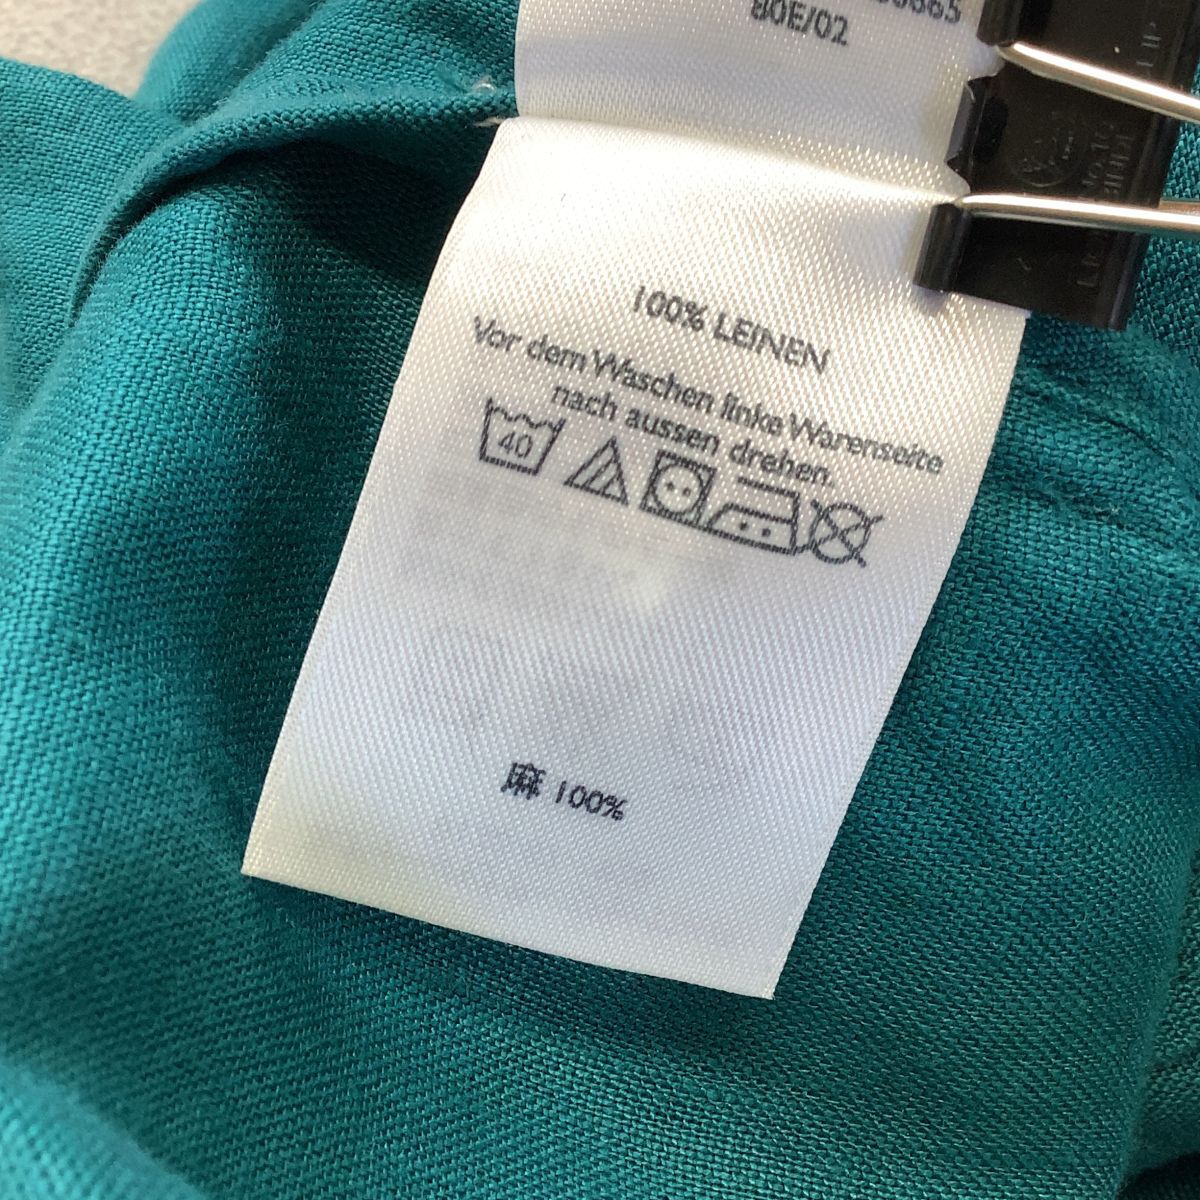 80E/02
100% LEINEN
Vor dem Waschen linke Warenseite
nach aussen drehen.
40
麻 100%